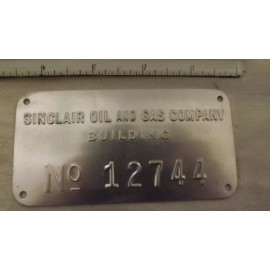 SINCLAIR OIL AND GAS COMPANY
BUILDING
No 12744